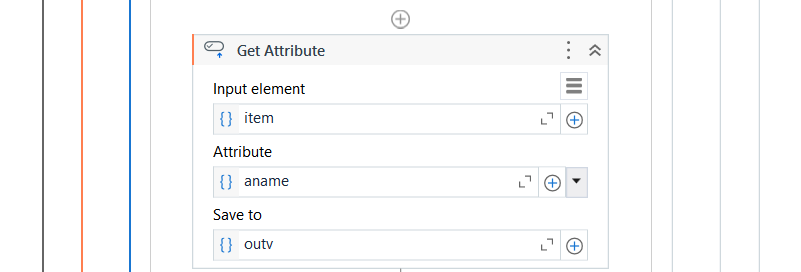 Get Attribute
Input element
{} item
Attribute
{} aname
Save to
{} outv